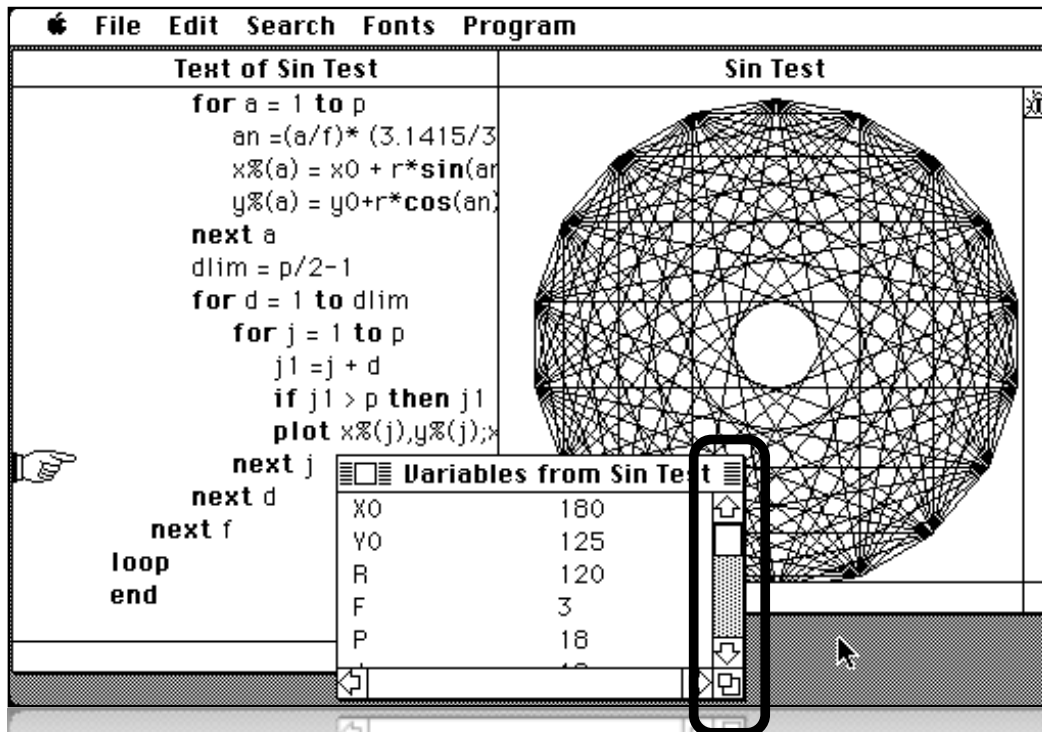 File Edit Search Fonts Program
Text of Sin Test
for a = 1 to p
an =(a/f)* (3.1415/3
x%(a) = x0 + r*sin(an
y%(a) = y0+r*cos(an)
next a
dlim = p/2-1
for d = 1 to dlim
for j = 1 to p
j1 =j + d
if j1 > p then j1
plot x%(j),y%(j);x
next j
next d
next f
loop
end
Sin Test
Variables from Sin Test
X0 180
Y0 125
R 120
F 3
P 18